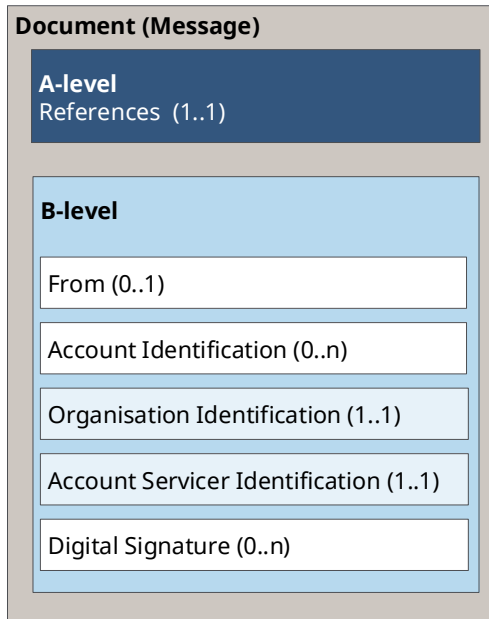 Document (Message)
A-level
References (1..1)
B-level
From (0..1)
Account Identification (0..n)
Organisation Identification (1..1)
Account Servicer Identification (1..1)
Digital Signature (0..n)